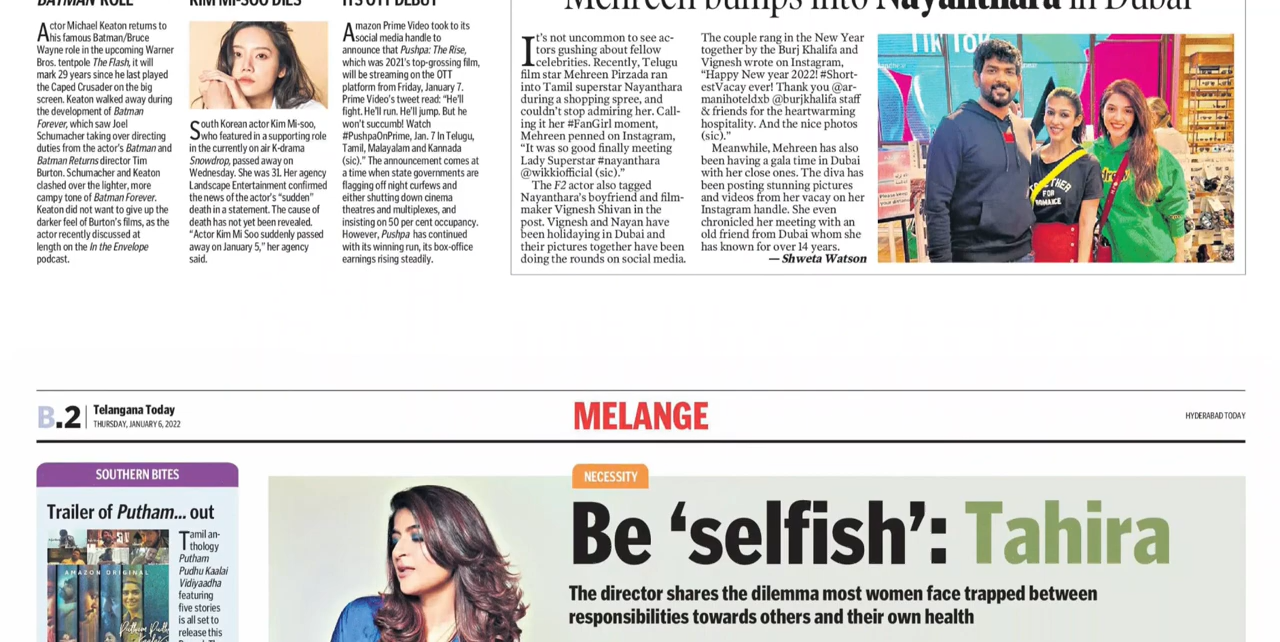 BATMAN ROLE
Actor Michael Keaton returns to
his famous Batman/Bruce
Wayne role in the upcoming Warner
Bros. tentpole The Flash, it will
mark 29 years since he last played
the Caped Crusader on the big
screen. Keaton walked away during
the development of Batman
Forever, which saw Joel
Schumacher taking over directing
duties from the actor's Batman and
Batman Returns director Tim
Burton. Schumacher and Keaton
clashed over the lighter, more
campy tone of Batman Forever.
Keaton did not want to give up the
darker feel of Burton's films, as the
actor recently discussed at
length on the In the Envelope
podcast.
KIM MI-SOO DIES
South Korean actor Kim Mi-soo,
who featured in a supporting role
in the currently on air K-drama
Snowdrop, passed away on
Wednesday. She was 31. Her agency
Landscape Entertainment confirmed
the news of the actor's “sudden”
death in a statement. The cause of
death has not yet been revealed.
“Actor Kim Mi Soo suddenly passed
away on January 5,” her agency
said.
ITS OTT DEBUT
Amazon Prime Video took to its
social media handle to
announce that Pushpa: The Rise,
which was 2021's top-grossing film,
will be streaming on the OTT
platform from Friday, January 7.
Prime Video's tweet read: “He'll
fight. He'll run. He'll jump. But he
won't succumb! Watch
#PushpaOnPrime, Jan. 7 In Telugu,
Tamil, Malayalam and Kannada
(sic).” The announcement comes at
a time when state governments are
flagging off night curfews and
either shutting down cinema
theatres and multiplexes, and
insisting on 50 per cent occupancy.
However, Pushpa has continued
with its winning run, its box-office
earnings rising steadily.
Mehreen bumps into Nayanthara in Dubai
It's not uncommon to see ac-
tors gushing about fellow
celebrities. Recently, Telugu
film star Mehreen Pirzada ran
into Tamil superstar Nayanthara
during a shopping spree, and
couldn't stop admiring her. Call-
ing it her #FanGirl moment,
Mehreen penned on Instagram,
“It was so good finally meeting
Lady Superstar #nayanthara
@wikkiofficial (sic).”
The F2 actor also tagged
Nayanthara's boyfriend and film-
maker Vignesh Shivan in the
post. Vignesh and Nayan have
been holidaying in Dubai and
their pictures together have been
doing the rounds on social media.
The couple rang in the New Year
together by the Burj Khalifa and
Vignesh wrote on Instagram,
“Happy New year 2022! #Short-
estVacay ever! Thank you @ar-
manihoteldxb @burjkhalifa staff
& friends for the heartwarming
hospitality. And the nice photos
(sic).”
Meanwhile, Mehreen has also
been having a gala time in Dubai
with her close ones. The diva has
been posting stunning pictures
and videos from her vacay on her
Instagram handle. She even
chronicled her meeting with an
old friend from Dubai whom she
has known for over 14 years.
— Shweta Watson
TikTok
TOGETHER
FOR
ROMANCE
B.2
Telangana Today
THURSDAY, JANUARY 6, 2022
MELANGE
HYDERABAD TODAY
SOUTHERN BITES
Trailer of Putham... out
AMAZON ORIGINAL
Tamil an-
thology
Putham
Pudhu Kaalai
Vidiyaadha
featuring
five stories
is all set to
release this
NECESSITY
Be ‘selfish’: Tahira
The director shares the dilemma most women face trapped between
responsibilities towards others and their own health